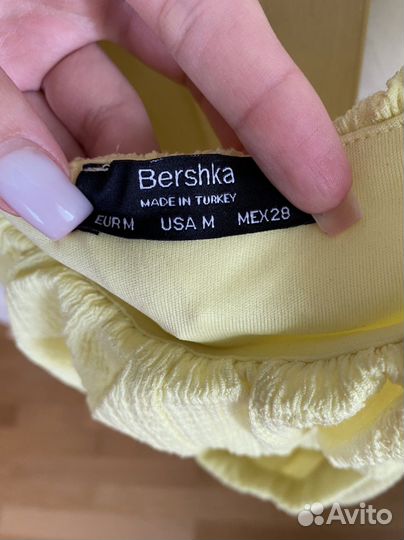 Bershka
MADE IN TURKEY
EUR M USA M MEX 28
Avito